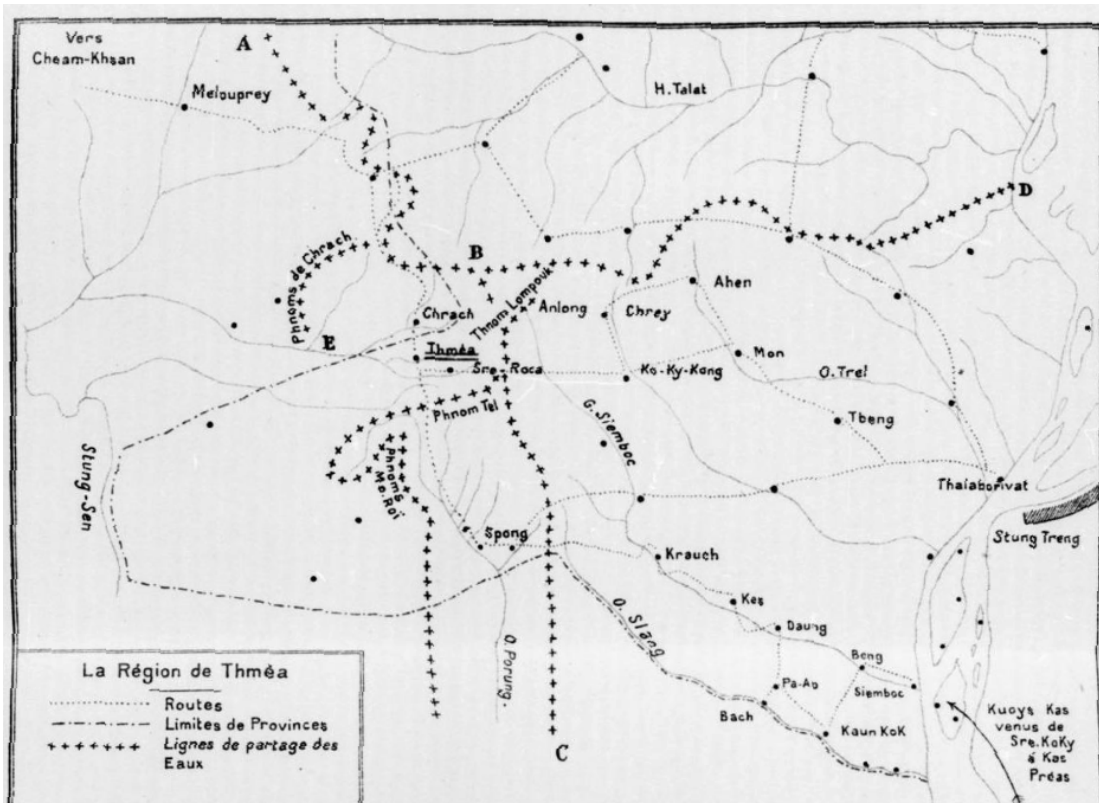 Vers
Cheam-Khsan
A
Melouprey
H. Talat
D
Phnoms de Chrach
B
Thnom Lompouk
Ahen
Anlong
Chrey
Chrach
E
Thméa
Sre-Roca
Mon
Ko-Ky-Kong
O. Trel
Phnom Tel
Tbeng
G. Siemboc
Phnoms
Mo-Roï
Stung-Sen
Thalaborivat
Stung Treng
Spong
Krauch
Kes
O. Slang
Daung
O. Porung.
Beng
Pa-Ao
Siemboc
Bach
Kaun Kok
C
Kuoys Kas
venus de
Sre. KoKy
à Kac
Préas
La Région de Thméa
Routes
Limites de Provinces
Lignes de partage des
Eaux